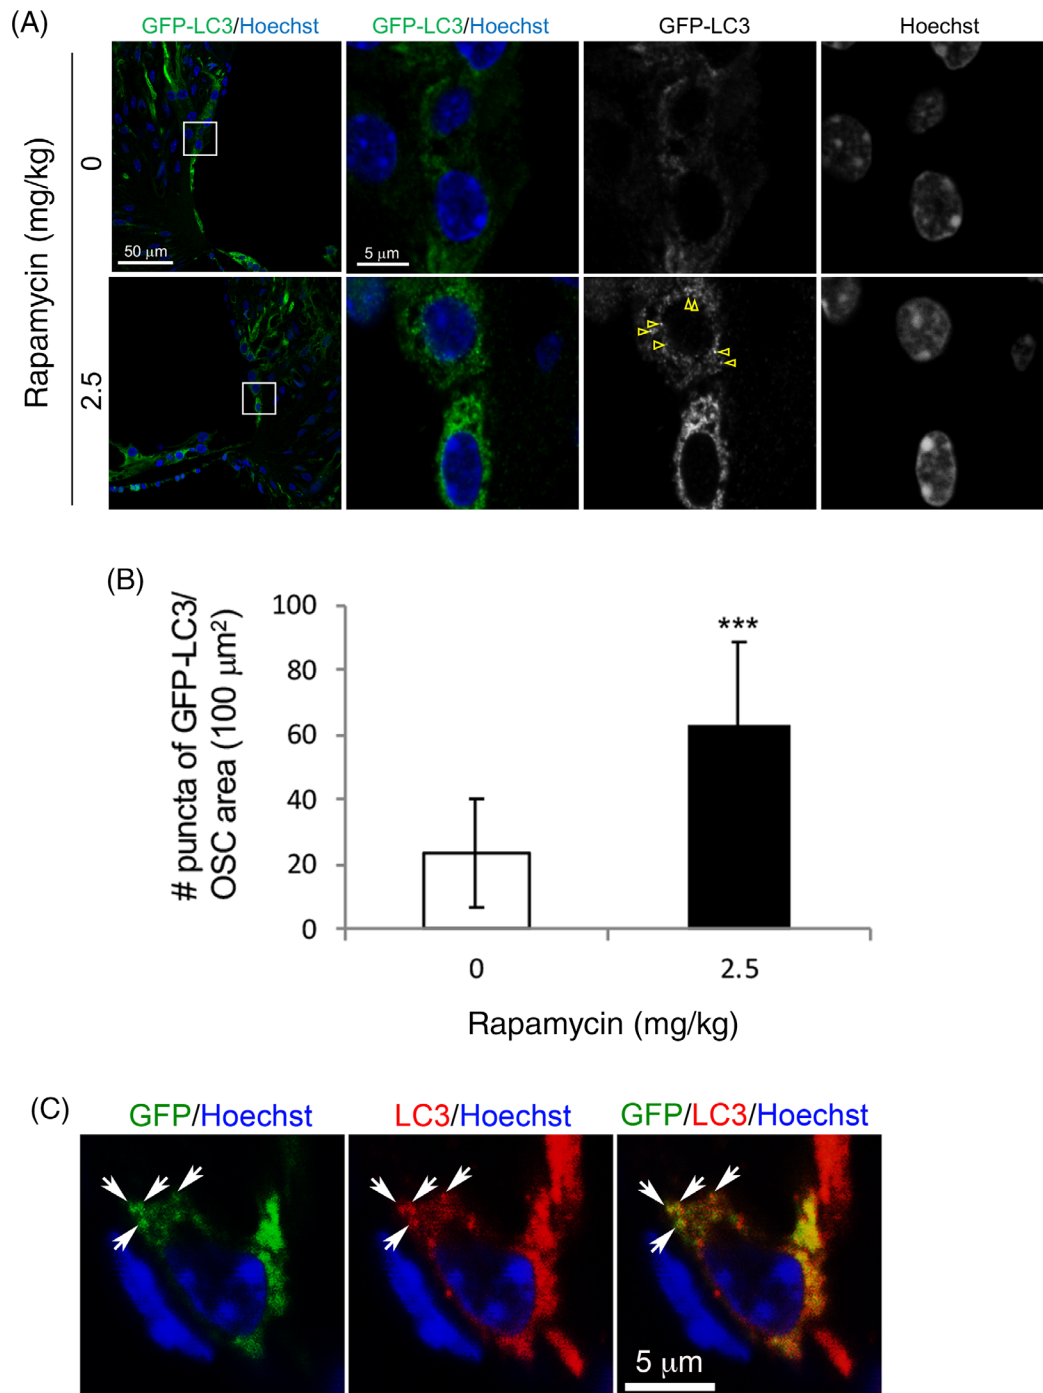 (A)
GFP-LC3/Hoechst
GFP-LC3/Hoechst
GFP-LC3
Hoechst
Rapamycin (mg/kg)
0
50 µm
5 µm
2.5
(B)
# puncta of GFP-LC3/
OSC area (100 µm²)
100
80
60
40
20
0
***
0
2.5
Rapamycin (mg/kg)
(C)
GFP/Hoechst
LC3/Hoechst
GFP/LC3/Hoechst
5 µm